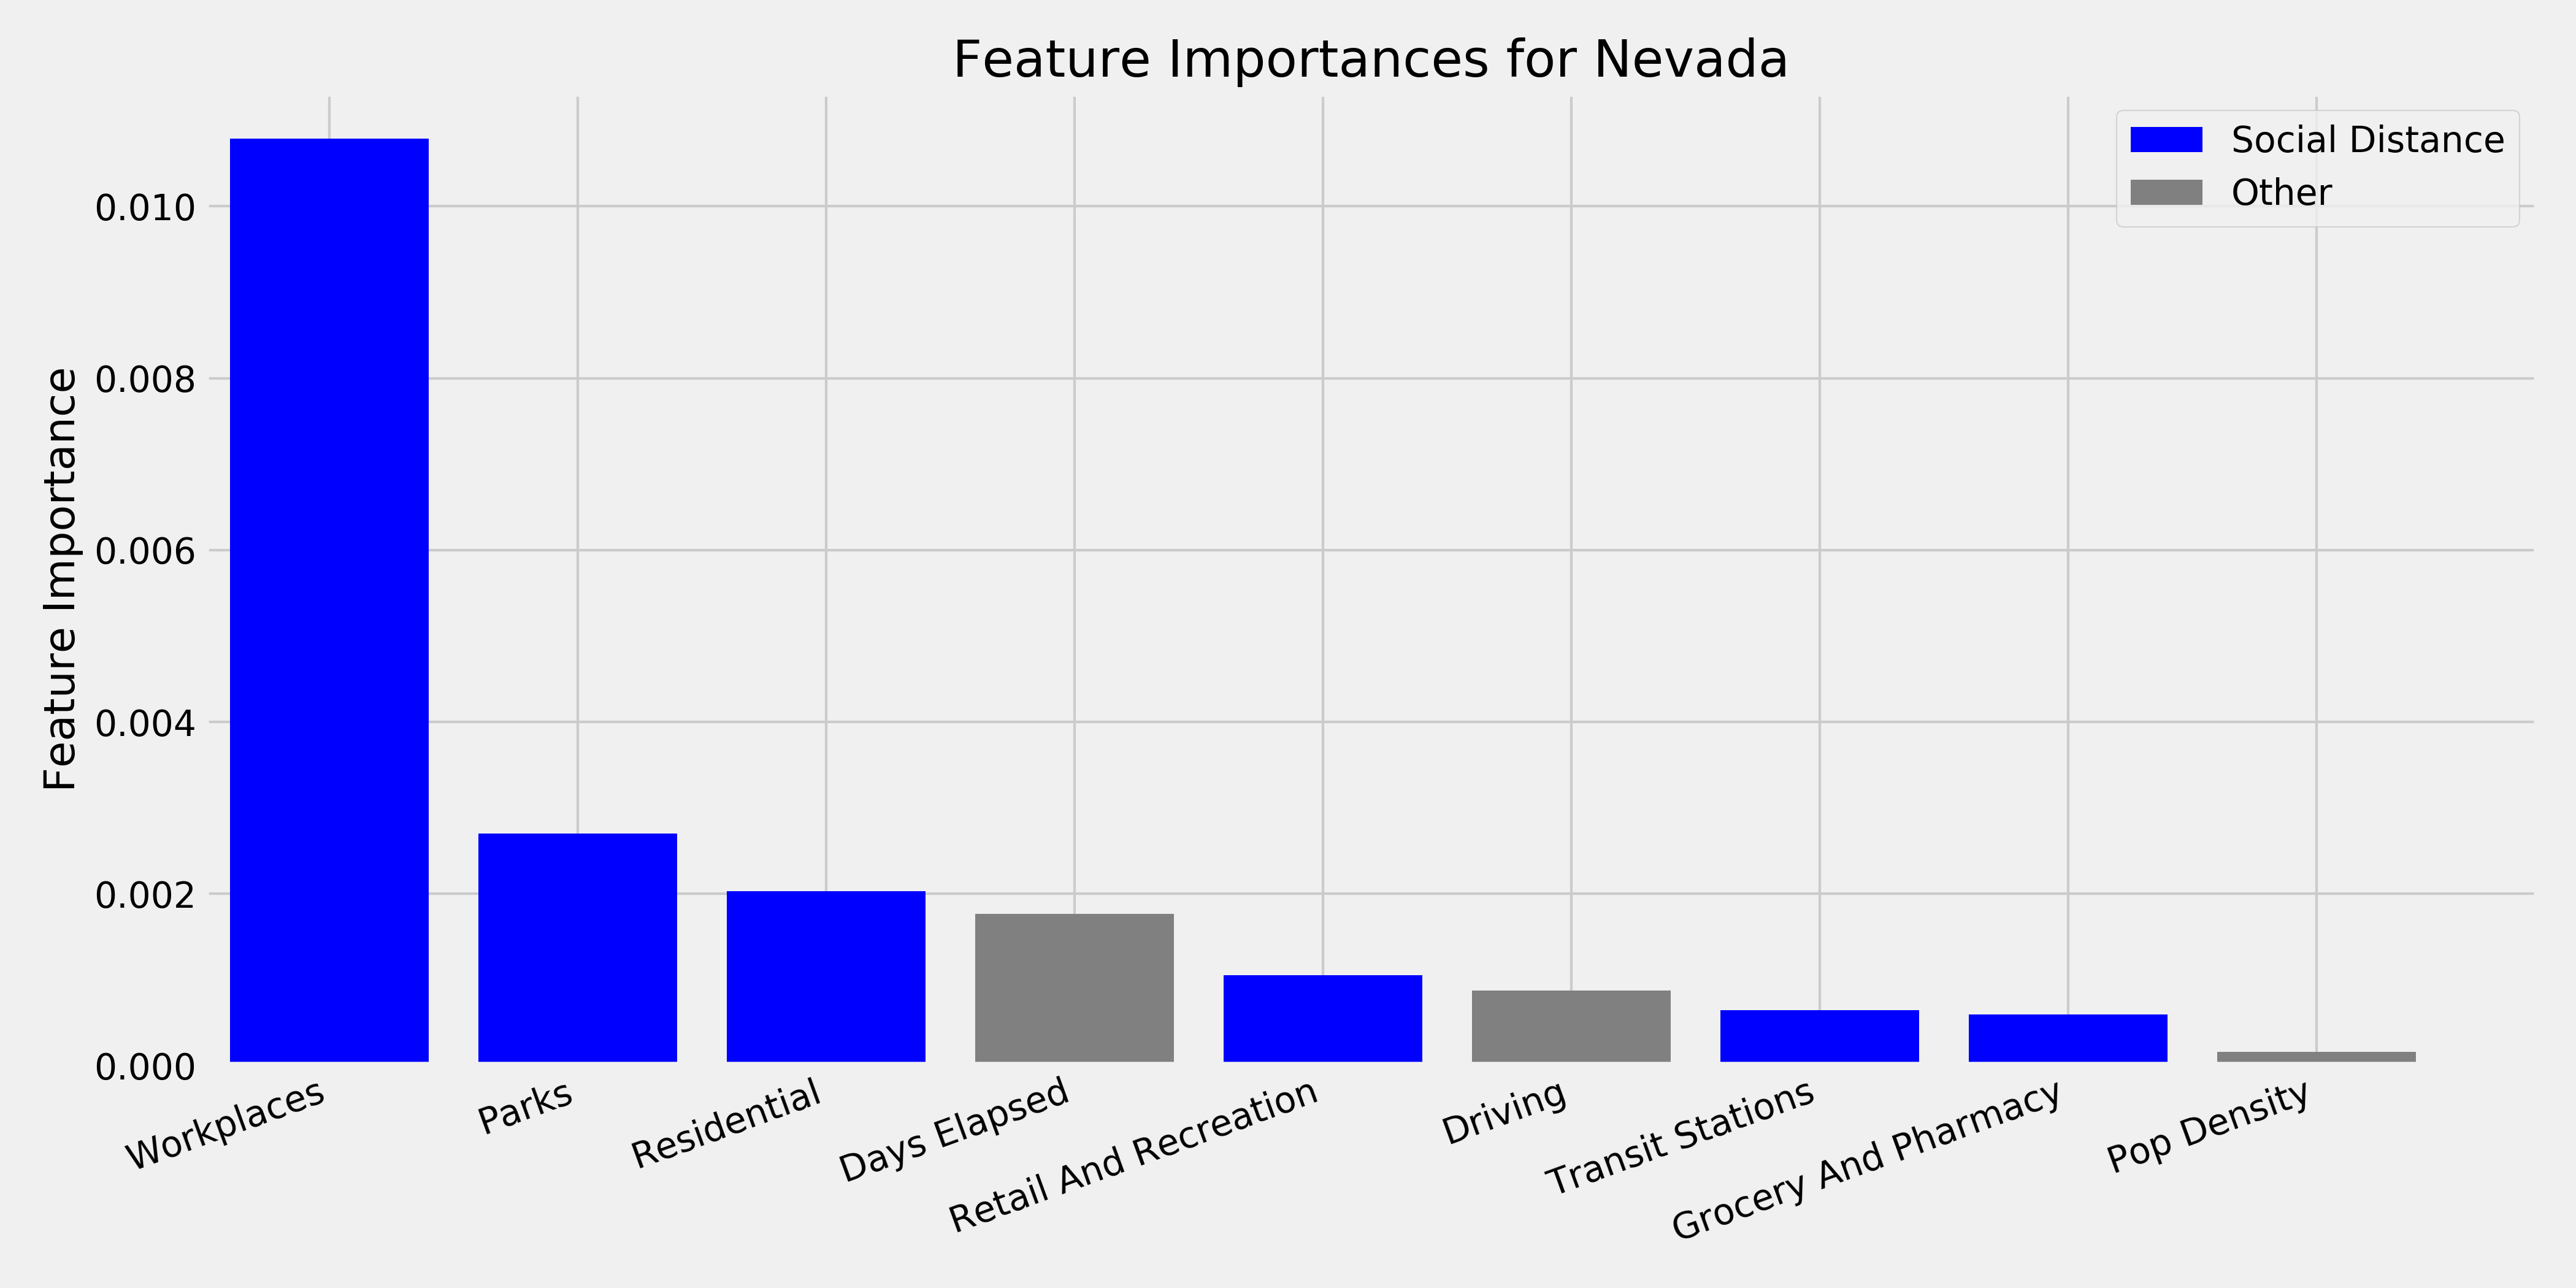 Feature Importances for Nevada
Social Distance
Other
Feature Importance
0.010
0.008
0.006
0.004
0.002
0.000
Workplaces
Parks
Residential
Days Elapsed
Retail And Recreation
Driving
Transit Stations
Grocery And Pharmacy
Pop Density